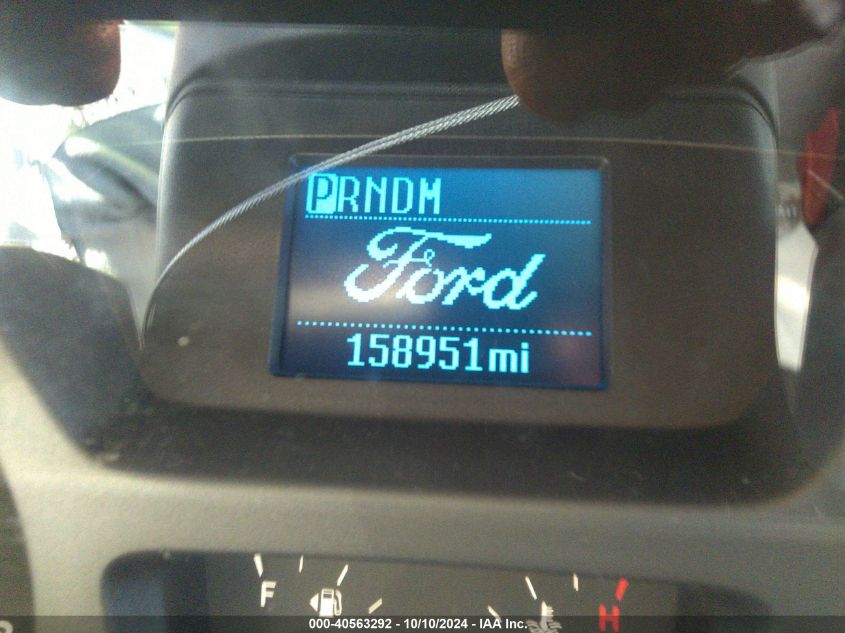 PRNDM
Ford
158951mi
F
H
000-40563292 - 10/10/2024 - IAA Inc.